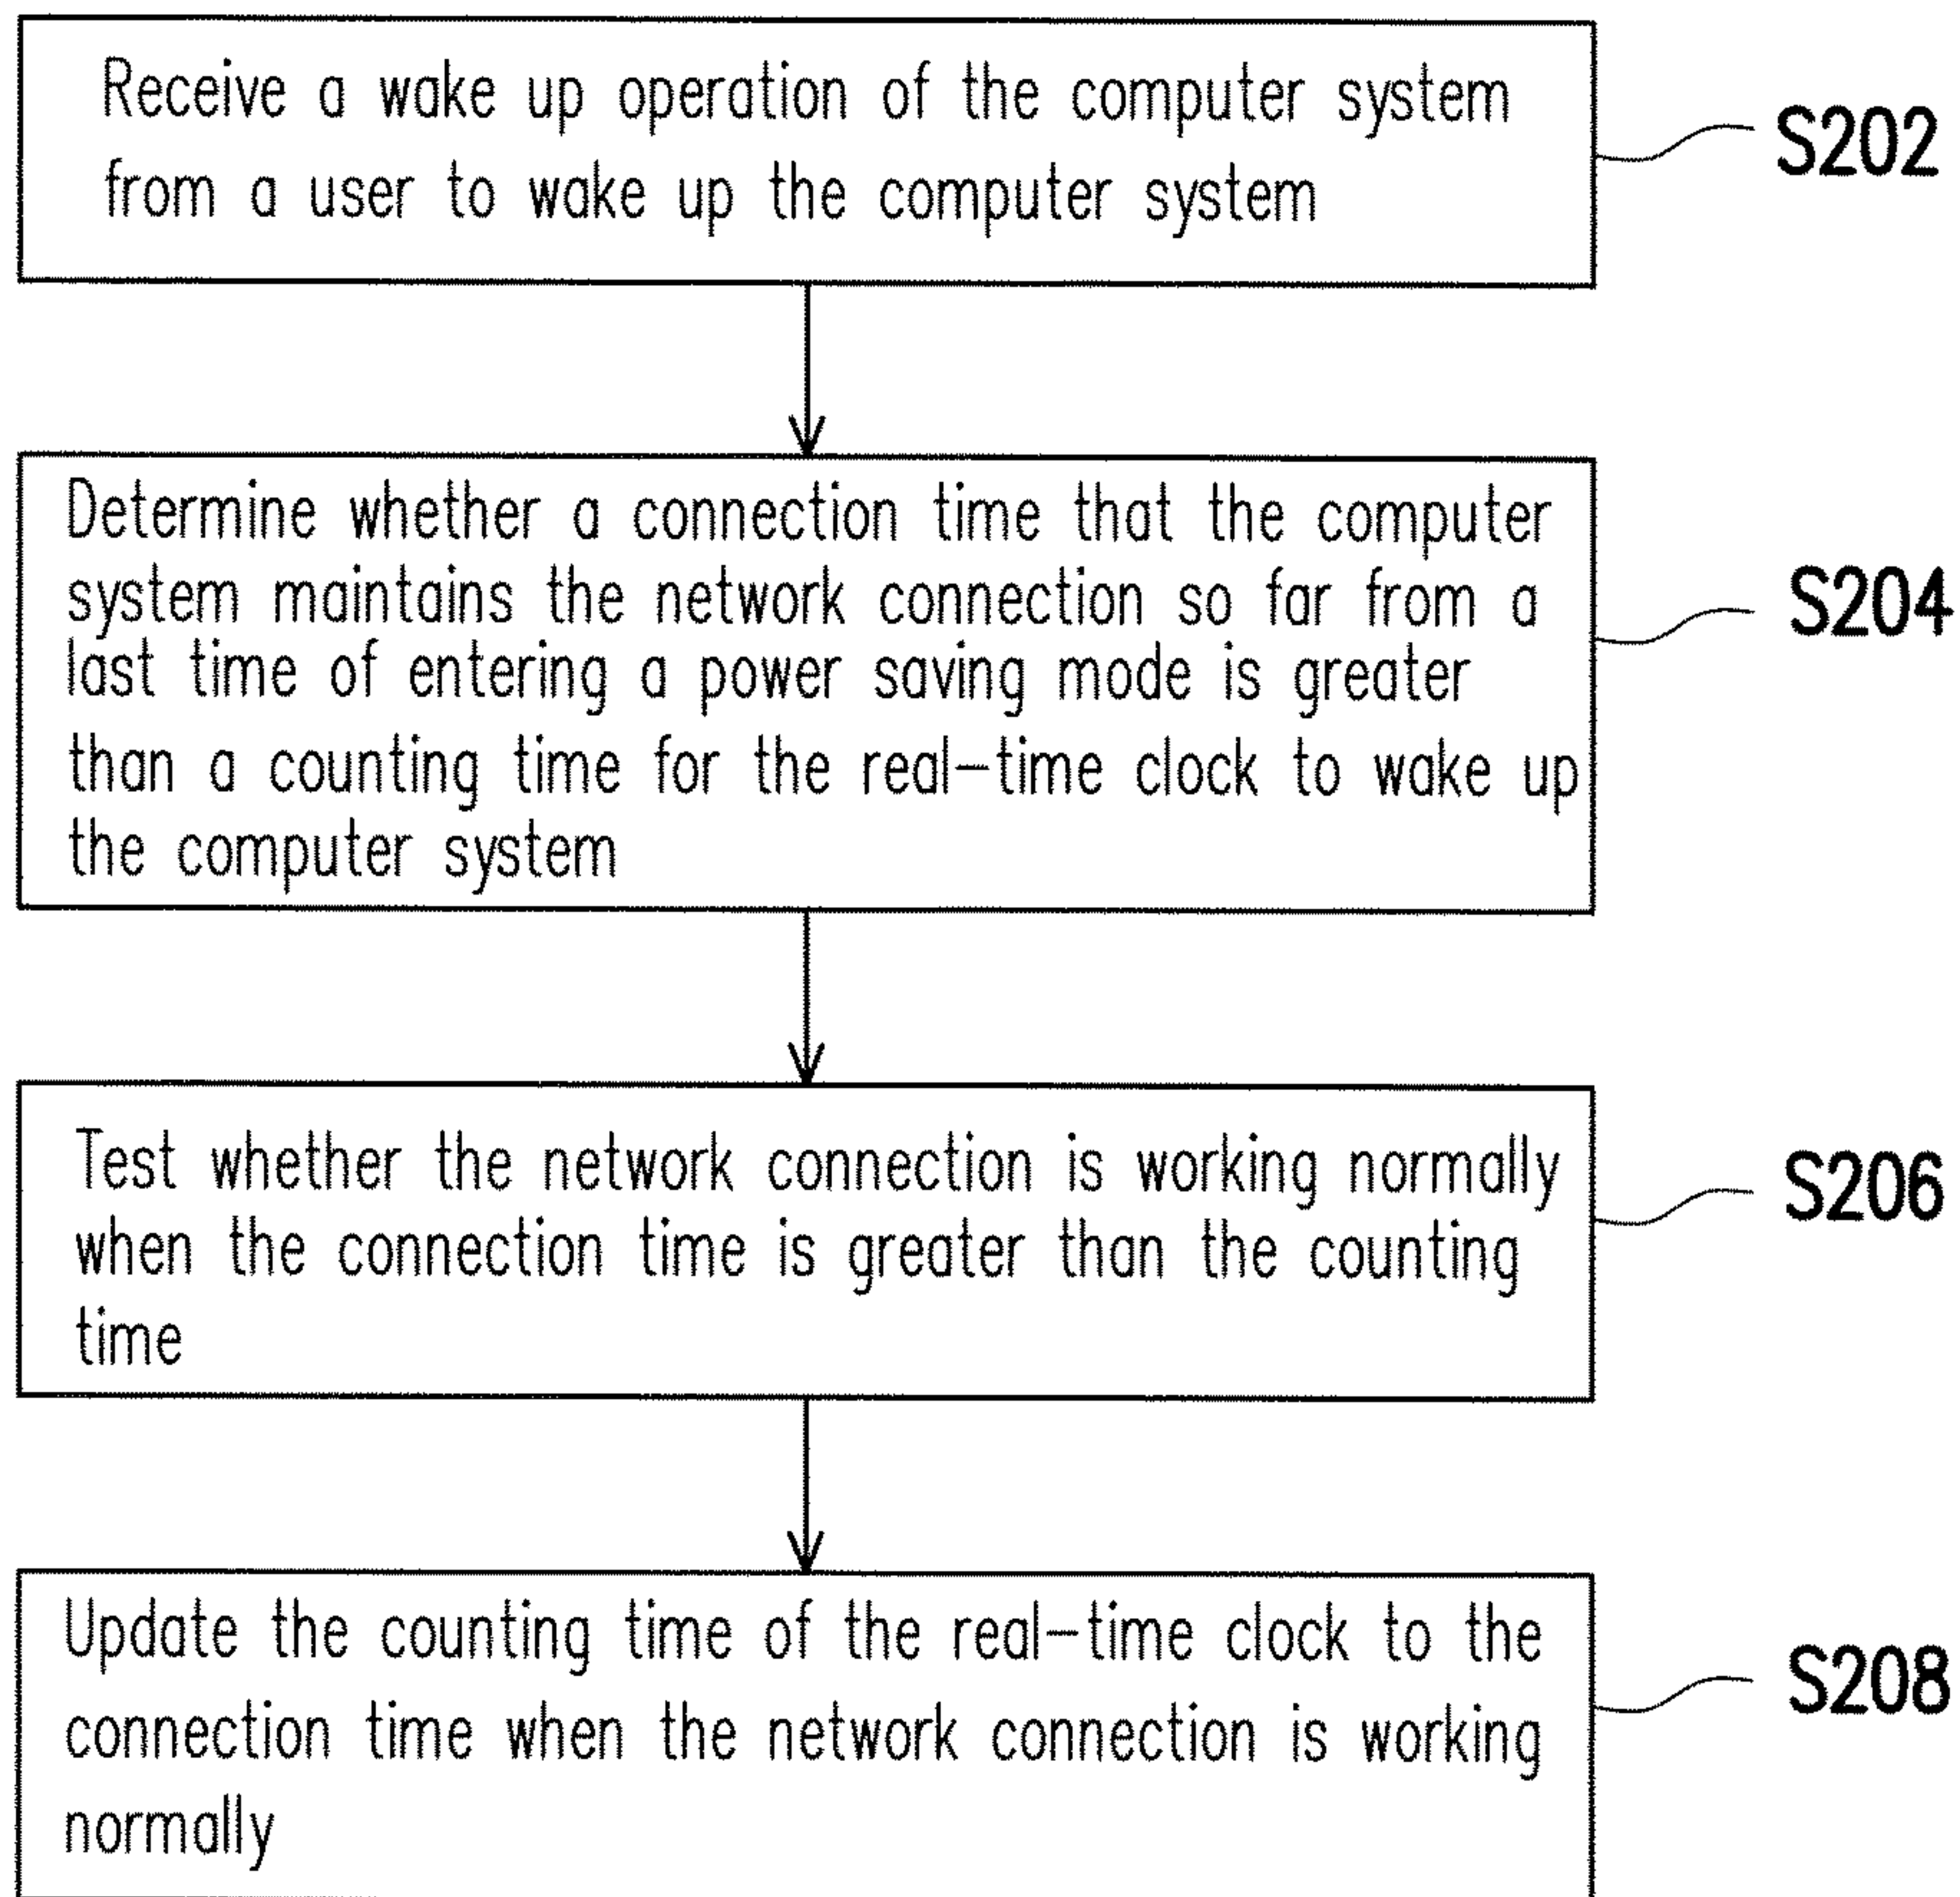 Receive a wake up operation of the computer system
from a user to wake up the computer system
S202
Determine whether a connection time that the computer
system maintains the network connection so far from a
last time of entering a power saving mode is greater
than a counting time for the real-time clock to wake up
the computer system
S204
Test whether the network connection is working normally
when the connection time is greater than the counting
time
S206
Update the counting time of the real-time clock to the
connection time when the network connection is working
normally
S208